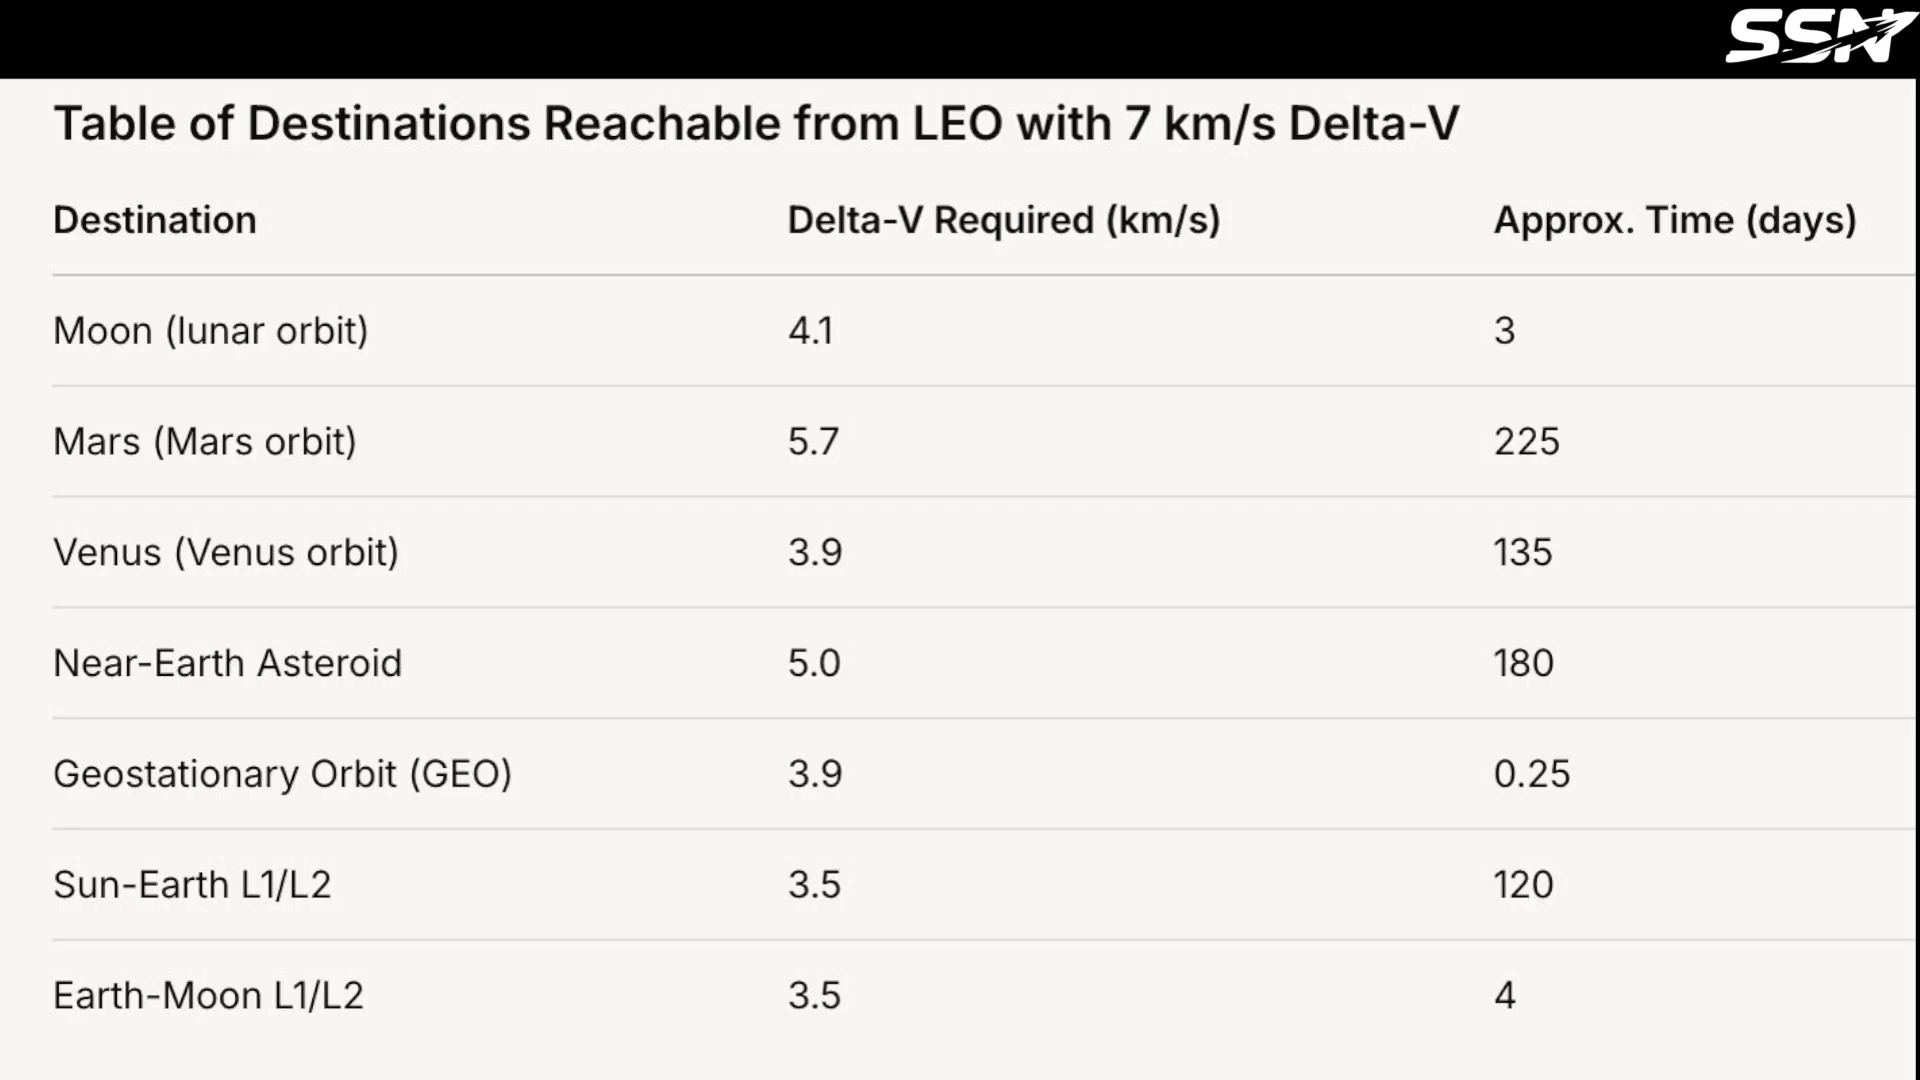 SSN
Table of Destinations Reachable from LEO with 7 km/s Delta-V
Destination Delta-V Required (km/s) Approx. Time (days)
Moon (lunar orbit) 4.1 3
Mars (Mars orbit) 5.7 225
Venus (Venus orbit) 3.9 135
Near-Earth Asteroid 5.0 180
Geostationary Orbit (GEO) 3.9 0.25
Sun-Earth L1/L2 3.5 120
Earth-Moon L1/L2 3.5 4